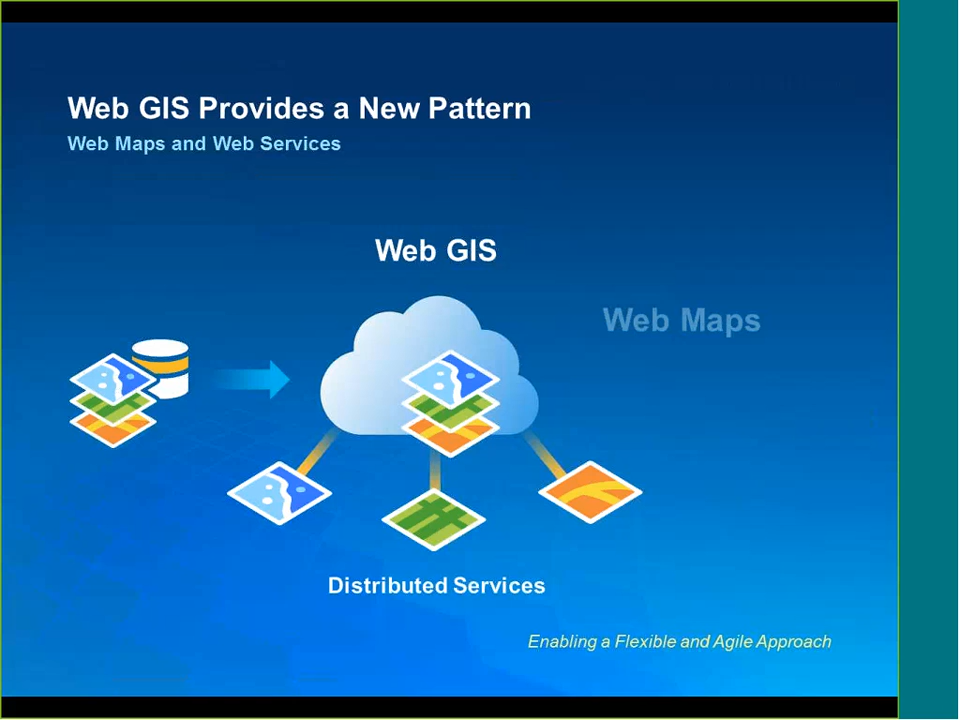 Web GIS Provides a New Pattern
Web Maps and Web Services
Web GIS
Web Maps
Distributed Services
Enabling a Flexible and Agile Approach